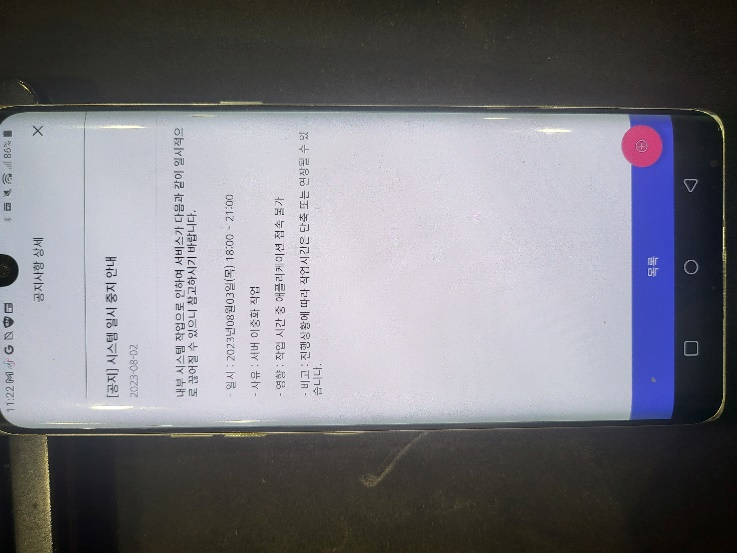 11:22 86%
공지사항 상세
[공지] 시스템 일시 중지 안내
2023-08-02
내부 시스템 작업으로 인하여 서비스가 다음과 같이 일시적으
로 끊어질 수 있으니 참고하시기 바랍니다.
- 일시 : 2023년08월03일(목) 18:00 ~ 21:00
- 사유 : 서버 이중화 작업
- 영향 : 작업 시간 중 애플리케이션 접속 불가
- 비고 : 진행상황에 따라 작업시간은 단축 또는 연장될 수 있
습니다.
목록